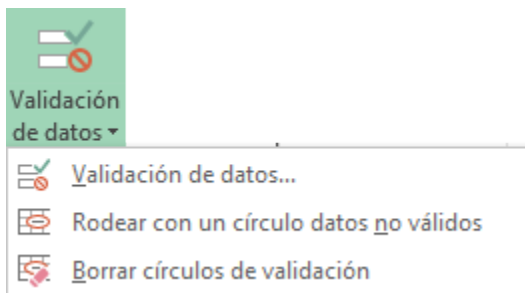 Validación
de datos
Validación de datos...
Rodear con un círculo datos no válidos
Borrar círculos de validación